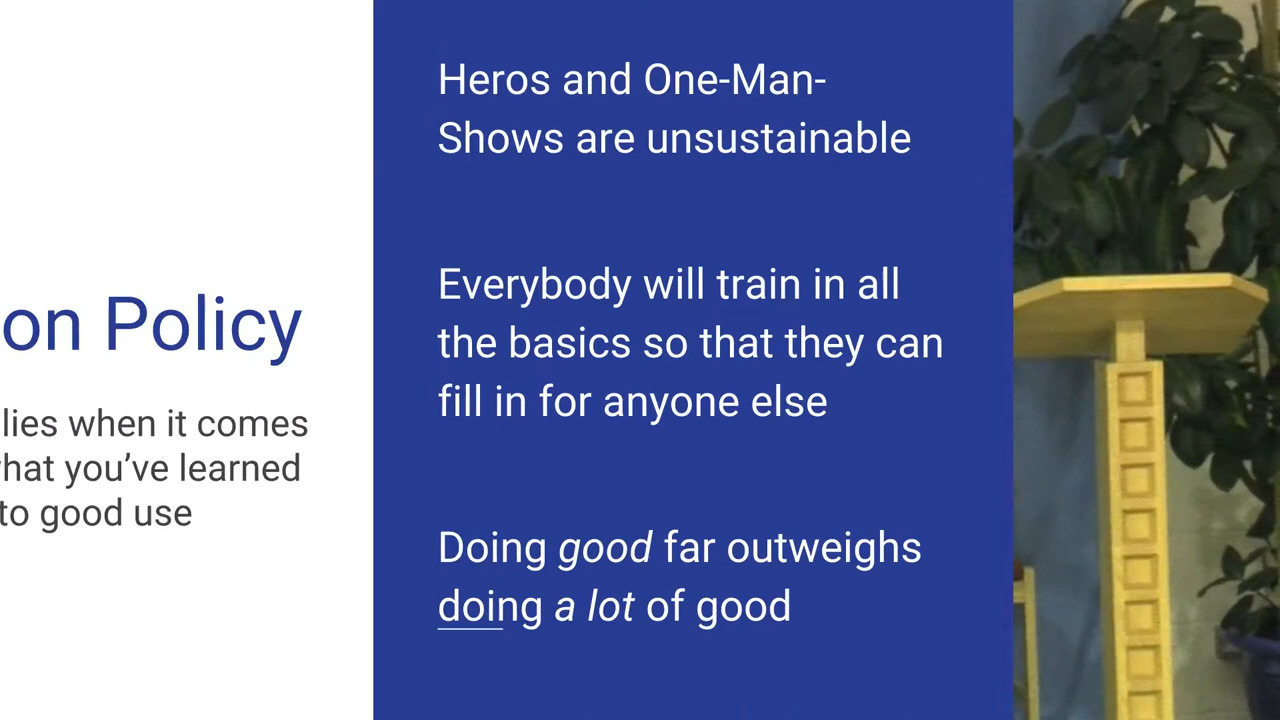 on Policy
lies when it comes
what you've learned
to good use
Heros and One-Man-
Shows are unsustainable
Everybody will train in all
the basics so that they can
fill in for anyone else
Doing good far outweighs
doing a lot of good